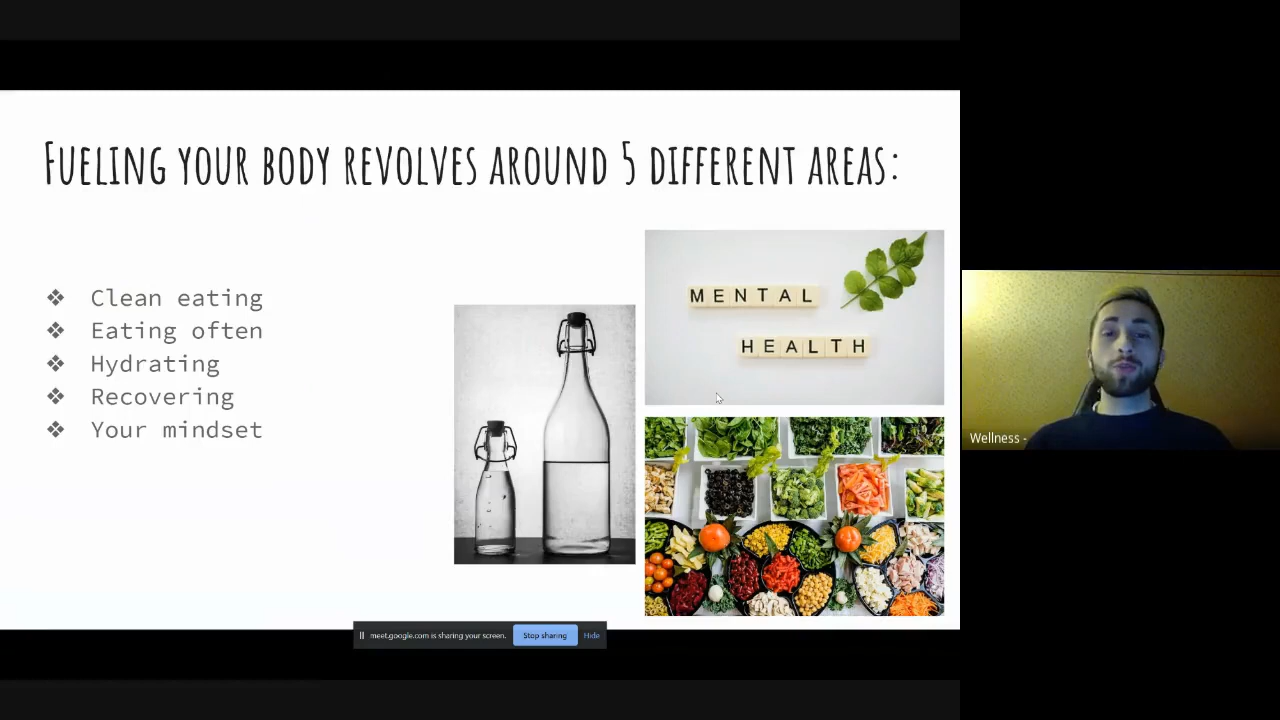 Fueling your body revolves around 5 different areas:
❖ Clean eating
❖ Eating often
❖ Hydrating
❖ Recovering
❖ Your mindset
MENTAL
HEALTH
Wellness -
meet.google.com is sharing your screen. Stop sharing Hide